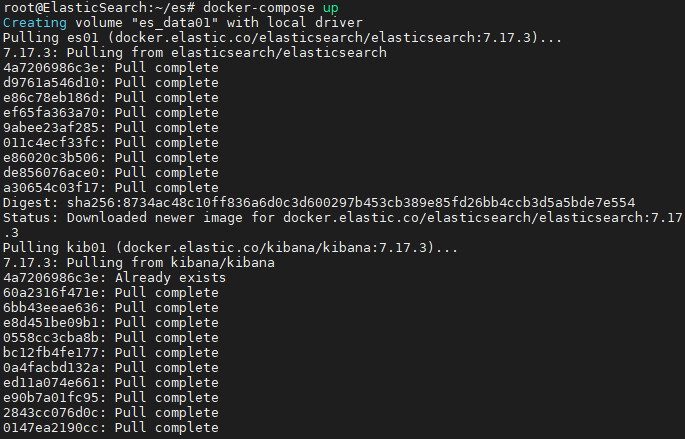 root@ElasticSearch:~/es# docker-compose up
Creating volume "es_data01" with local driver
Pulling es01 (docker.elastic.co/elasticsearch/elasticsearch:7.17.3)...
7.17.3: Pulling from elasticsearch/elasticsearch
4a7206986c3e: Pull complete
d9761a546d10: Pull complete
e86c78eb186d: Pull complete
ef65fa363a70: Pull complete
9abee23af285: Pull complete
011c4ecf33fc: Pull complete
e86020c3b506: Pull complete
de856076ace0: Pull complete
a30654c03f17: Pull complete
Digest: sha256:8734ac48c10ff836a6d0c3d600297b453cb389e85fd26bb4ccb3d5a5bde7e554
Status: Downloaded newer image for docker.elastic.co/elasticsearch/elasticsearch:7.17
.3
Pulling kib01 (docker.elastic.co/kibana/kibana:7.17.3)...
7.17.3: Pulling from kibana/kibana
4a7206986c3e: Already exists
60a2316f471e: Pull complete
6bb43eeae636: Pull complete
e8d451be09b1: Pull complete
0558cc3cba8b: Pull complete
bc12fb4fe177: Pull complete
0a4facbd132a: Pull complete
ed11a074e661: Pull complete
e90b7a01fc95: Pull complete
2843cc076d0c: Pull complete
0147ea2190cc: Pull complete